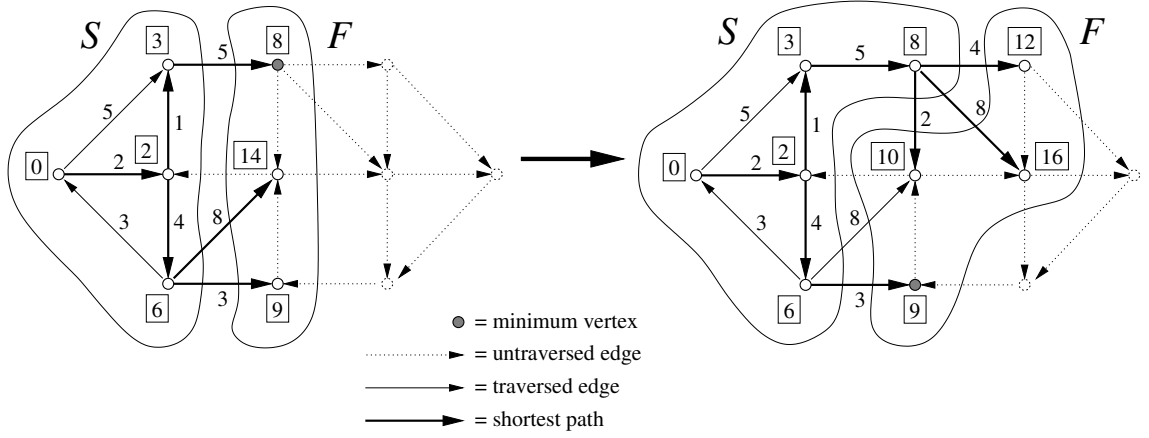 S 3 5 8 F
5 1
0 2 2 14
3 4 8
6 3 9
S 3 5 8 4 12 F
5 1 2 8
0 2 2 10 16
3 4 8
6 3 9
= minimum vertex
= untraversed edge
= traversed edge
= shortest path